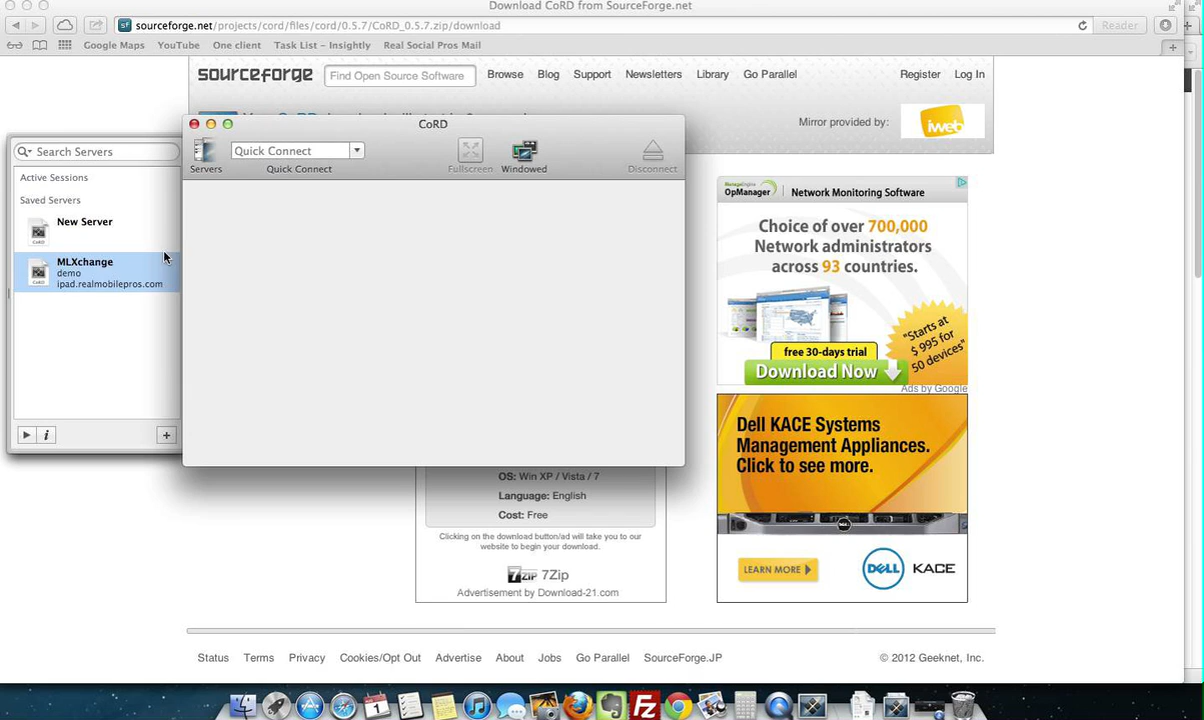 Download CoRD from SourceForge.net
sourceforge.net/projects/cord/files/cord/0.5.7/CoRD_0.5.7.zip/download
Reader
Google Maps YouTube One client Task List – Insightly Real Social Pros Mail
sourceforge Find Open Source Software Browse Blog Support Newsletters Library Go Parallel Register Log In
Mirror provided by:
iweb
CoRD
Quick Connect
Servers Quick Connect Fullscreen Windowed Disconnect
Search Servers
Active Sessions
Saved Servers
New Server
CoRD
MLXchange
demo
ipad.realmobilepros.com
CoRD
ManageEngine
OpManager Network Monitoring Software
Choice of over 700,000
Network administrators
across 93 countries.
"Starts at
$ 995 for
50 devices"
free 30-days trial
Download Now
Ads by Google
Dell KACE Systems
Management Appliances.
Click to see more.
LEARN MORE
DELL KACE
OS: Win XP / Vista / 7
Language: English
Cost: Free
Clicking on the download button/ad will take you to our
website to begin your download.
7ZIP 7Zip
Advertisement by Download-21.com
Status Terms Privacy Cookies/Opt Out Advertise About Jobs Go Parallel SourceForge.JP © 2012 Geeknet, Inc.
1
Fz